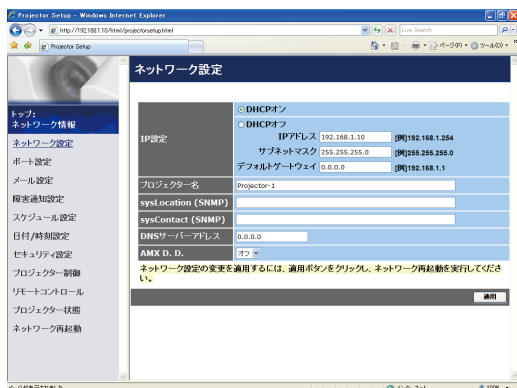 Projector Setup - Windows Internet Explorer
http://192.168.1.10/html/projectorsetup.html
Live Search
Projector Setup
ページ(P)
ツール(O)
ネットワーク設定
トップ:
ネットワーク情報
ネットワーク設定
ポート設定
メール設定
障害通知設定
スケジュール設定
日付/時刻設定
セキュリティ設定
プロジェクター制御
リモートコントロール
プロジェクター状態
ネットワーク再起動
IP設定
DHCPオン
DHCPオフ
IPアドレス 192.168.1.10 [例]192.168.1.254
サブネットマスク 255.255.255.0 [例]255.255.255.0
デフォルトゲートウェイ 0.0.0.0 [例]192.168.1.1
プロジェクター名 Projector-1
sysLocation (SNMP)
sysContact (SNMP)
DNSサーバーアドレス 0.0.0.0
AMX D. D. オフ
ネットワーク設定の変更を適用するには、適用ボタンをクリックし、ネットワーク再起動を実行してくださ
い。
適用
100%